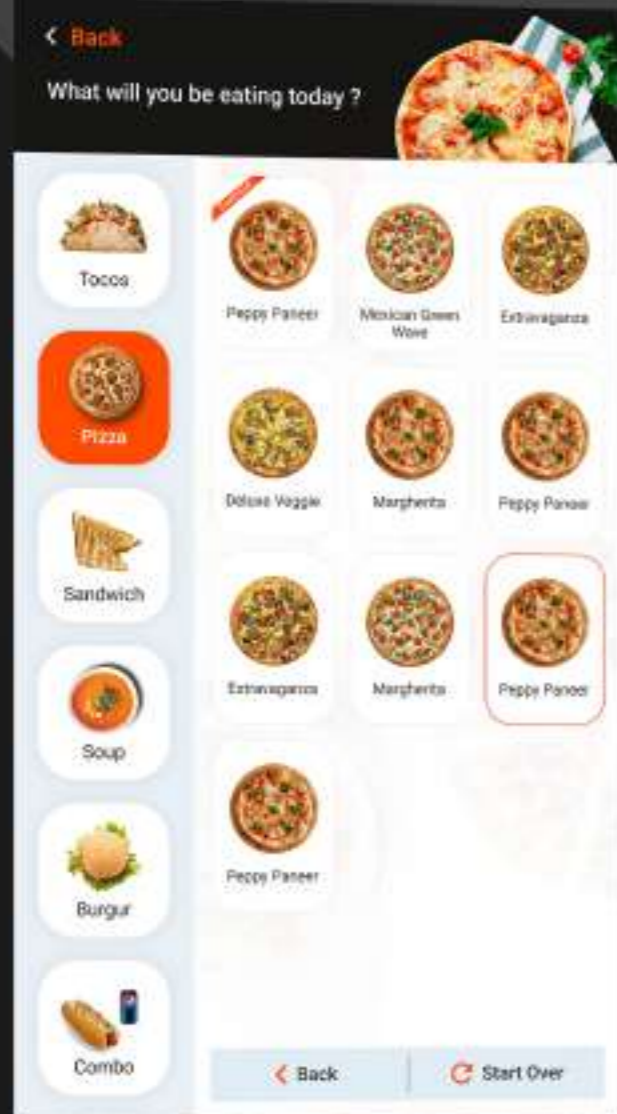 Back
What will you be eating today ?
Tocos
Pizza
Sandwich
Soup
Burgur
Combo
Peppy Paneer
Mexican Green
Wave
Extravaganza
Deluxe Veggie
Margherita
Peppy Paneer
Extravaganza
Margherita
Peppy Paneer
Peppy Paneer
Back
Start Over